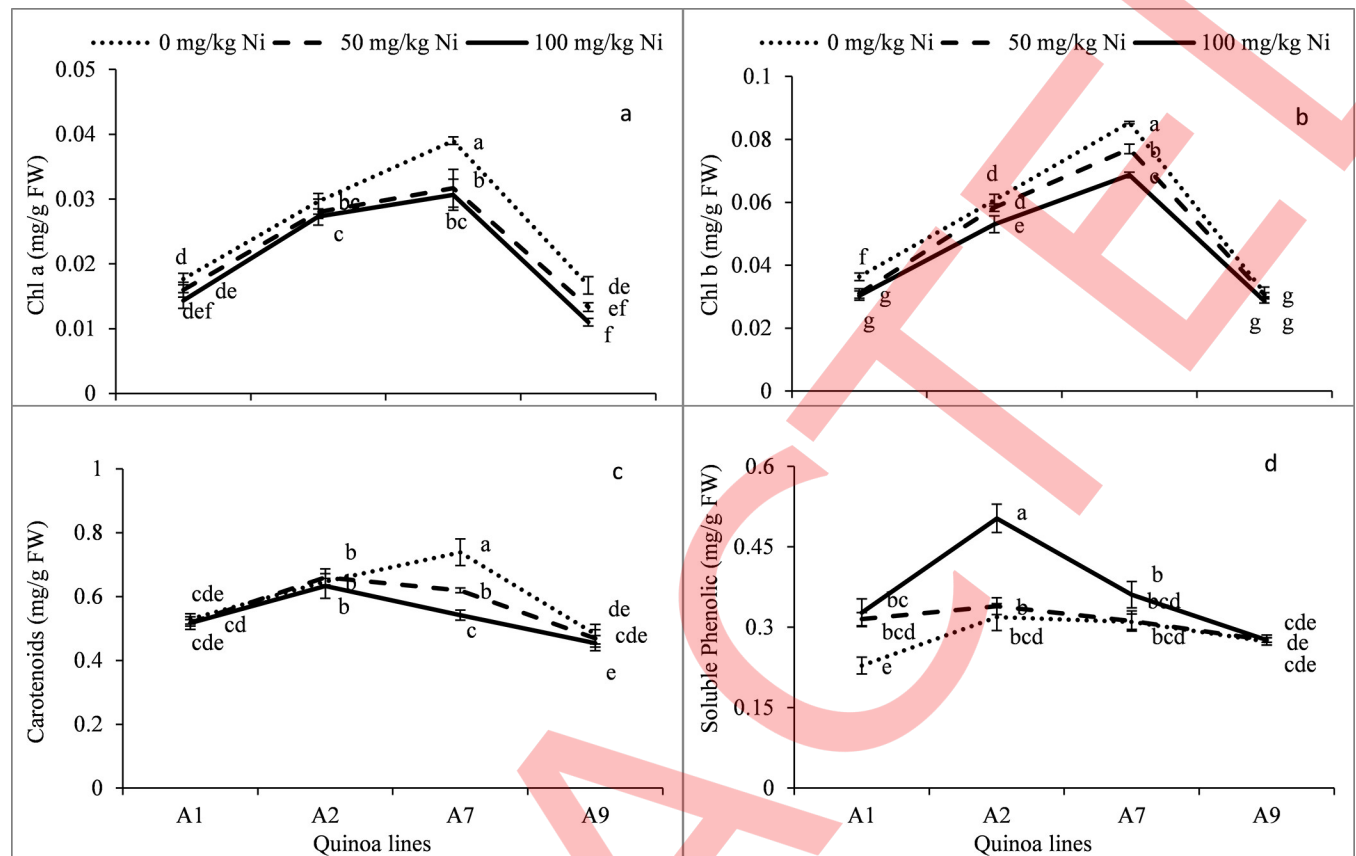 0 mg/kg Ni 50 mg/kg Ni 100 mg/kg Ni
a
Chl a (mg/g FW)
0.05
0.04
0.03
0.02
0.01
0
a
b
bc
bc
c
d
de
def
de
ef
f
0 mg/kg Ni 50 mg/kg Ni 100 mg/kg Ni
b
Chl b (mg/g FW)
0.1
0.08
0.06
0.04
0.02
0
a
b
c
d
d
e
f
g
g
g
g g
c
Carotenoids (mg/g FW)
1
0.8
0.6
0.4
0.2
0
cde
cd
cde
b
b
b
a
b
c
de
cde
e
A1 A2 A7 A9
Quinoa lines
d
Soluble Phenolic (mg/g FW)
0.6
0.45
0.3
0.15
0
bc
bcd
e
a
b
bcd
b
bcd
bcd
cde
de
cde
A1 A2 A7 A9
Quinoa lines
ACTE